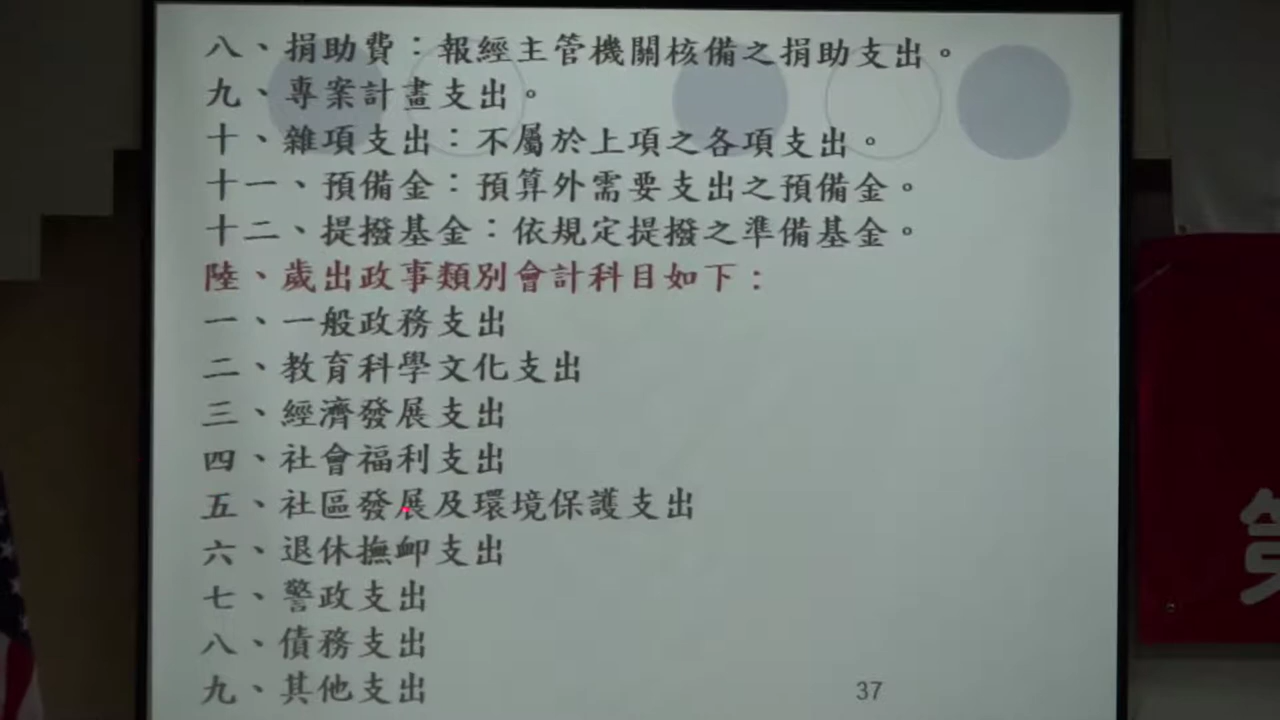 八、捐助費：報經主管機關核備之捐助支出。
九、專案計畫支出。
十、雜項支出：不屬於上項之各項支出。
十一、預備金：預算外需要支出之預備金。
十二、提撥基金：依規定提撥之準備基金。
陸、歲出政事類別會計科目如下：
一、一般政務支出
二、教育科學文化支出
三、經濟發展支出
四、社會福利支出
五、社區發展及環境保護支出
六、退休撫卹支出
七、警政支出
八、債務支出
九、其他支出
37